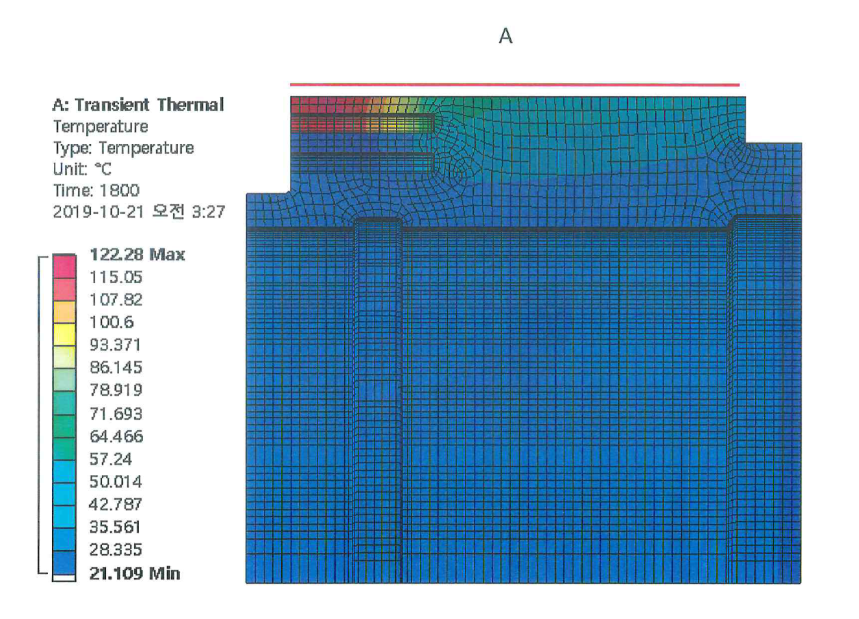 A
A: Transient Thermal
Temperature
Type: Temperature
Unit: °C
Time: 1800
2019-10-21 오전 3:27
122.28 Max
115.05
107.82
100.6
93.371
86.145
78.919
71.693
64.466
57.24
50.014
42.787
35.561
28.335
21.109 Min